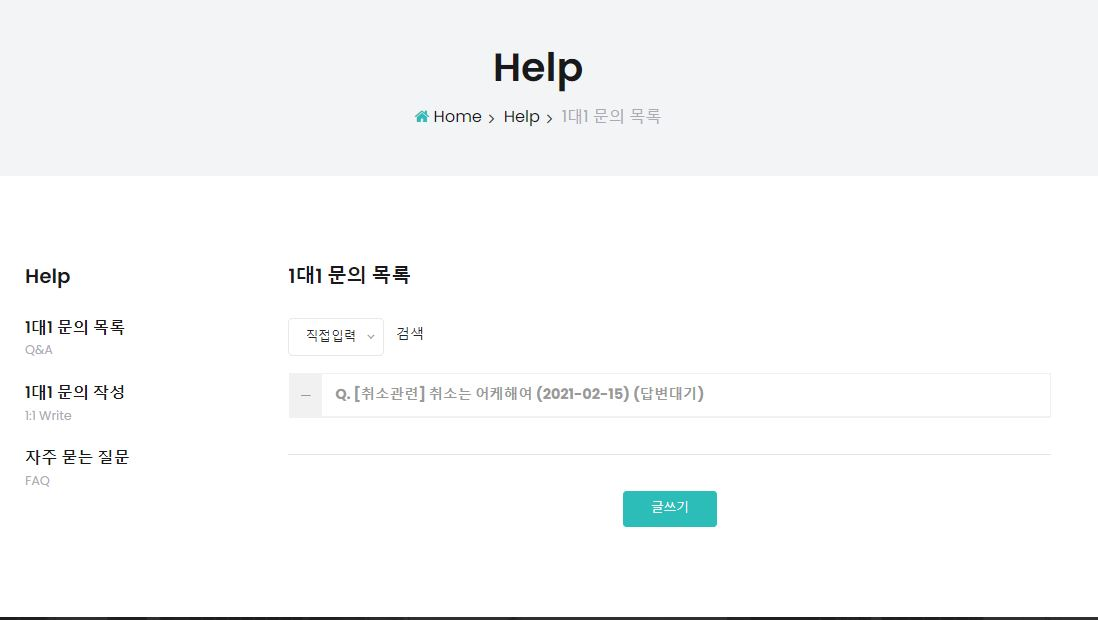 Help
Home > Help > 1대1 문의 목록
Help
1대1 문의 목록
Q&A
1대1 문의 작성
1:1 Write
자주 묻는 질문
FAQ
1대1 문의 목록
직접입력 검색
Q. [취소관련] 취소는 어케해여 (2021-02-15) (답변대기)
글쓰기